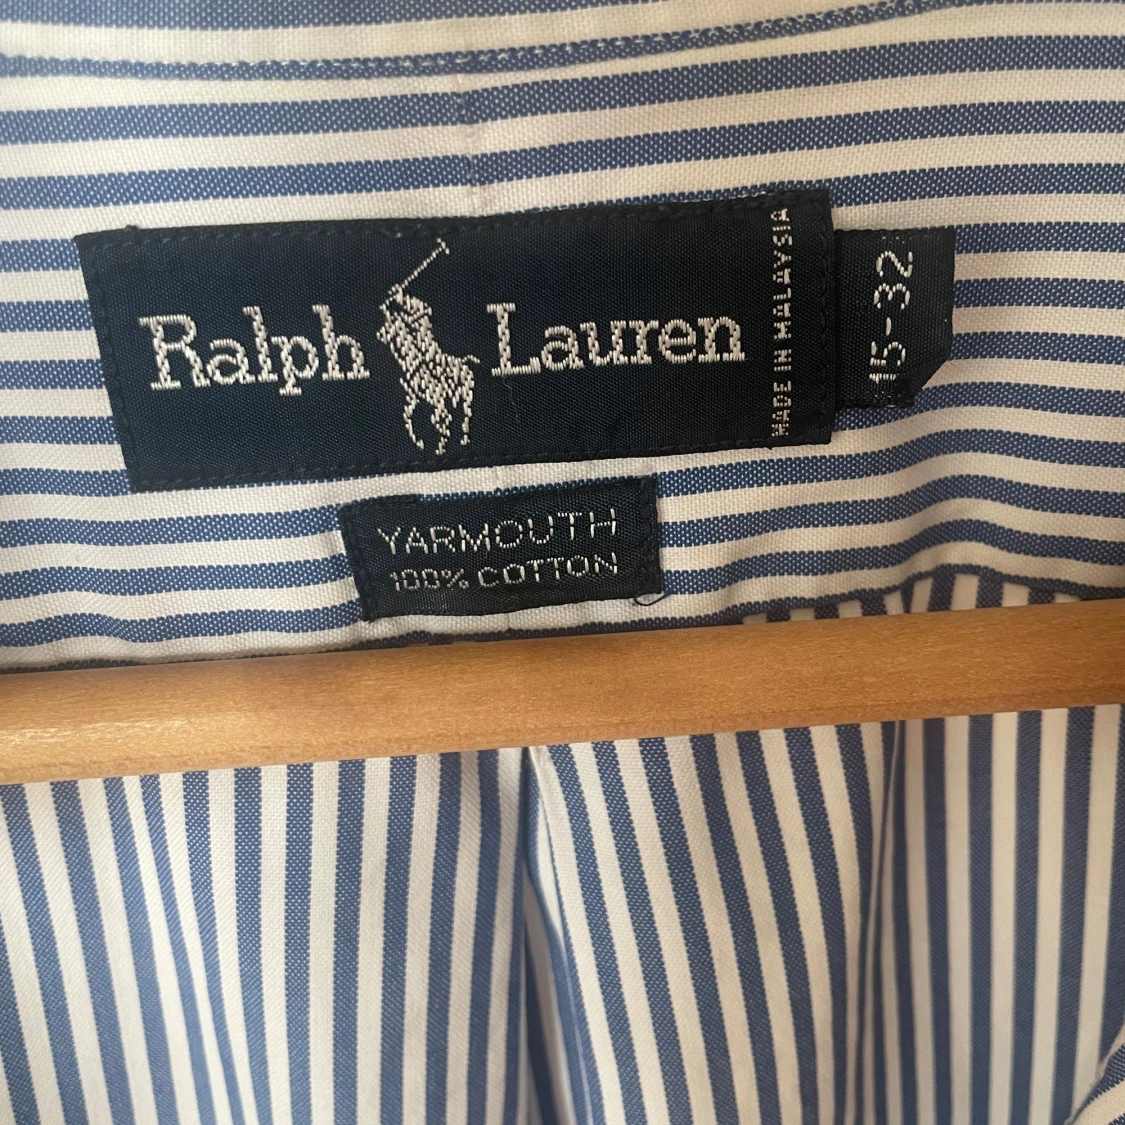 Ralph Lauren
MADE IN MALAYSIA
15-32
YARMOUTH
100% COTTON